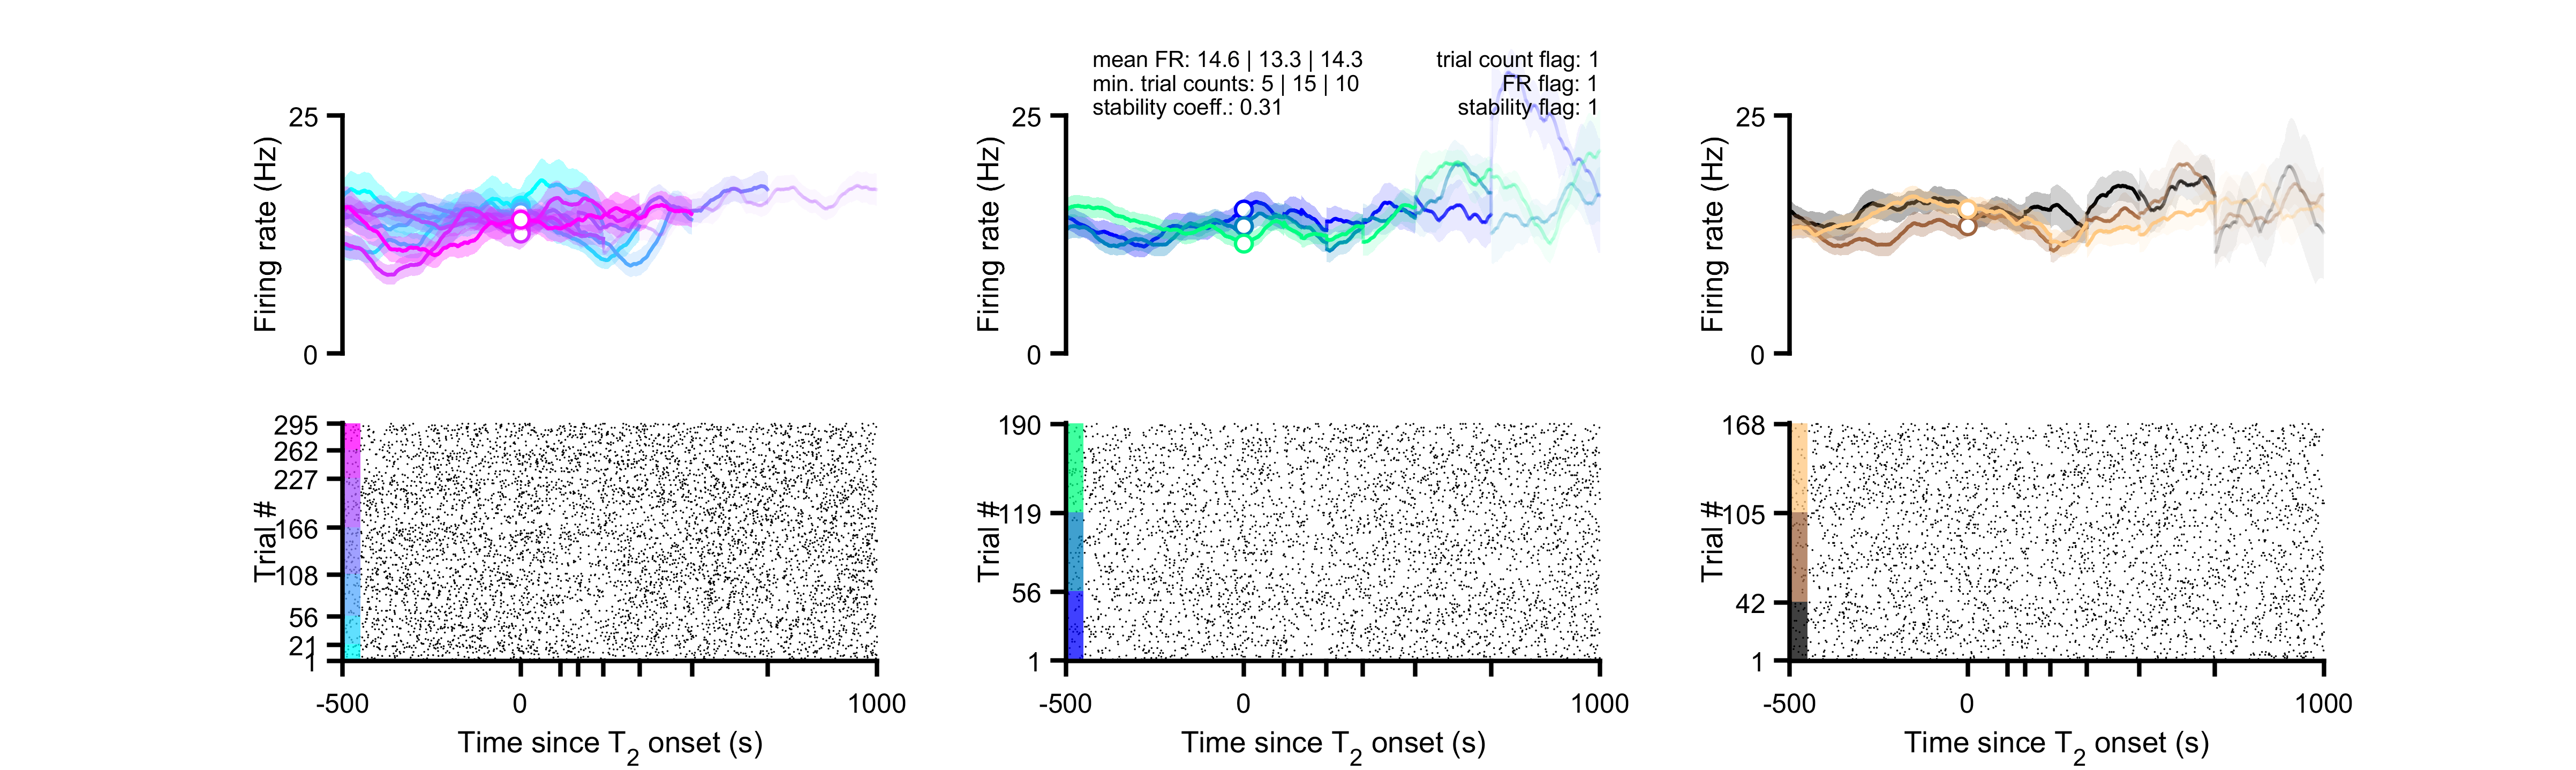 mean FR: 14.6 | 13.3 | 14.3
min. trial counts: 5 | 15 | 10
stability coeff.: 0.31
trial count flag: 1
FR flag: 1
stability flag: 1
25
0
Firing rate (Hz)
25
0
Firing rate (Hz)
25
0
Firing rate (Hz)
295
262
227
166
108
56
21
1
Trial #
-500
0
1000
Time since T2 onset (s)
190
119
56
1
Trial #
-500
0
1000
Time since T2 onset (s)
168
105
42
1
Trial #
-500
0
1000
Time since T2 onset (s)